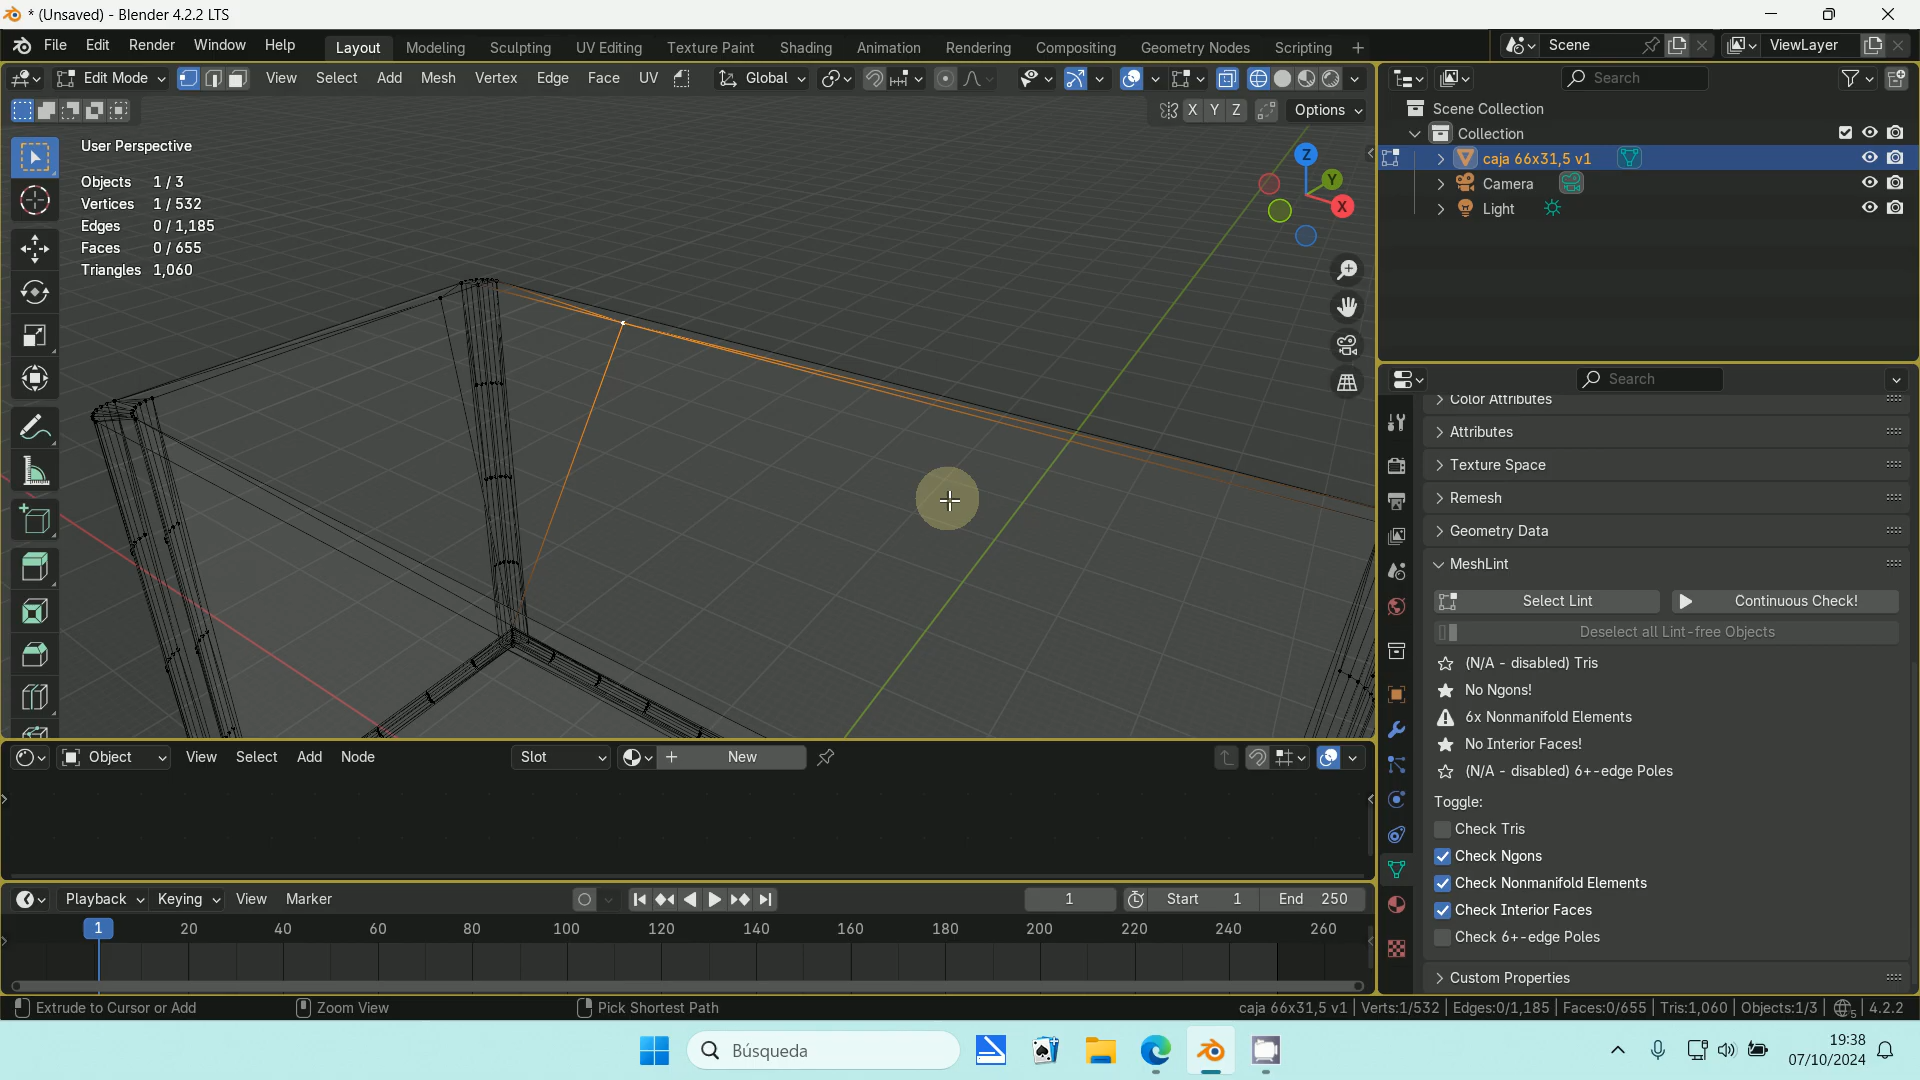 * (Unsaved) - Blender 4.2.2 LTS
File Edit Render Window Help Layout Modeling Sculpting UV Editing Texture Paint Shading Animation Rendering Compositing Geometry Nodes Scripting + Scene ViewLayer
Edit Mode View Select Add Mesh Vertex Edge Face UV Global Search
X Y Z Options
Scene Collection
Collection
caja 66x31,5 v1
Camera
Light
User Perspective
Objects 1 / 3
Vertices 1 / 532
Edges 0 / 1,185
Faces 0 / 655
Triangles 1,060
Z
Y
X
Search
Color Attributes
Attributes
Texture Space
Remesh
Geometry Data
MeshLint
Select Lint Continuous Check!
Deselect all Lint-free Objects
(N/A - disabled) Tris
No Ngons!
6x Nonmanifold Elements
No Interior Faces!
(N/A - disabled) 6+-edge Poles
Toggle:
Check Tris
Check Ngons
Check Nonmanifold Elements
Check Interior Faces
Check 6+-edge Poles
Custom Properties
Object View Select Add Node Slot New
Playback Keying View Marker 1 Start 1 End 250
1 20 40 60 80 100 120 140 160 180 200 220 240 260
Extrude to Cursor or Add Zoom View Pick Shortest Path caja 66x31,5 v1 | Verts:1/532 | Edges:0/1,185 | Faces:0/655 | Tris:1,060 | Objects:1/3 | 5 | 4.2.2
Búsqueda
19:38
07/10/2024